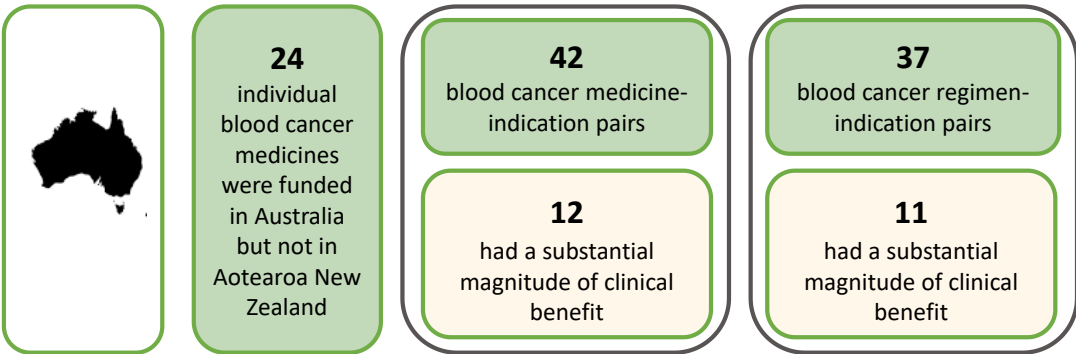 24
individual
blood cancer
medicines
were funded
in Australia
but not in
Aotearoa New
Zealand
42
blood cancer medicine-
indication pairs
12
had a substantial
magnitude of clinical
benefit
37
blood cancer regimen-
indication pairs
11
had a substantial
magnitude of clinical
benefit